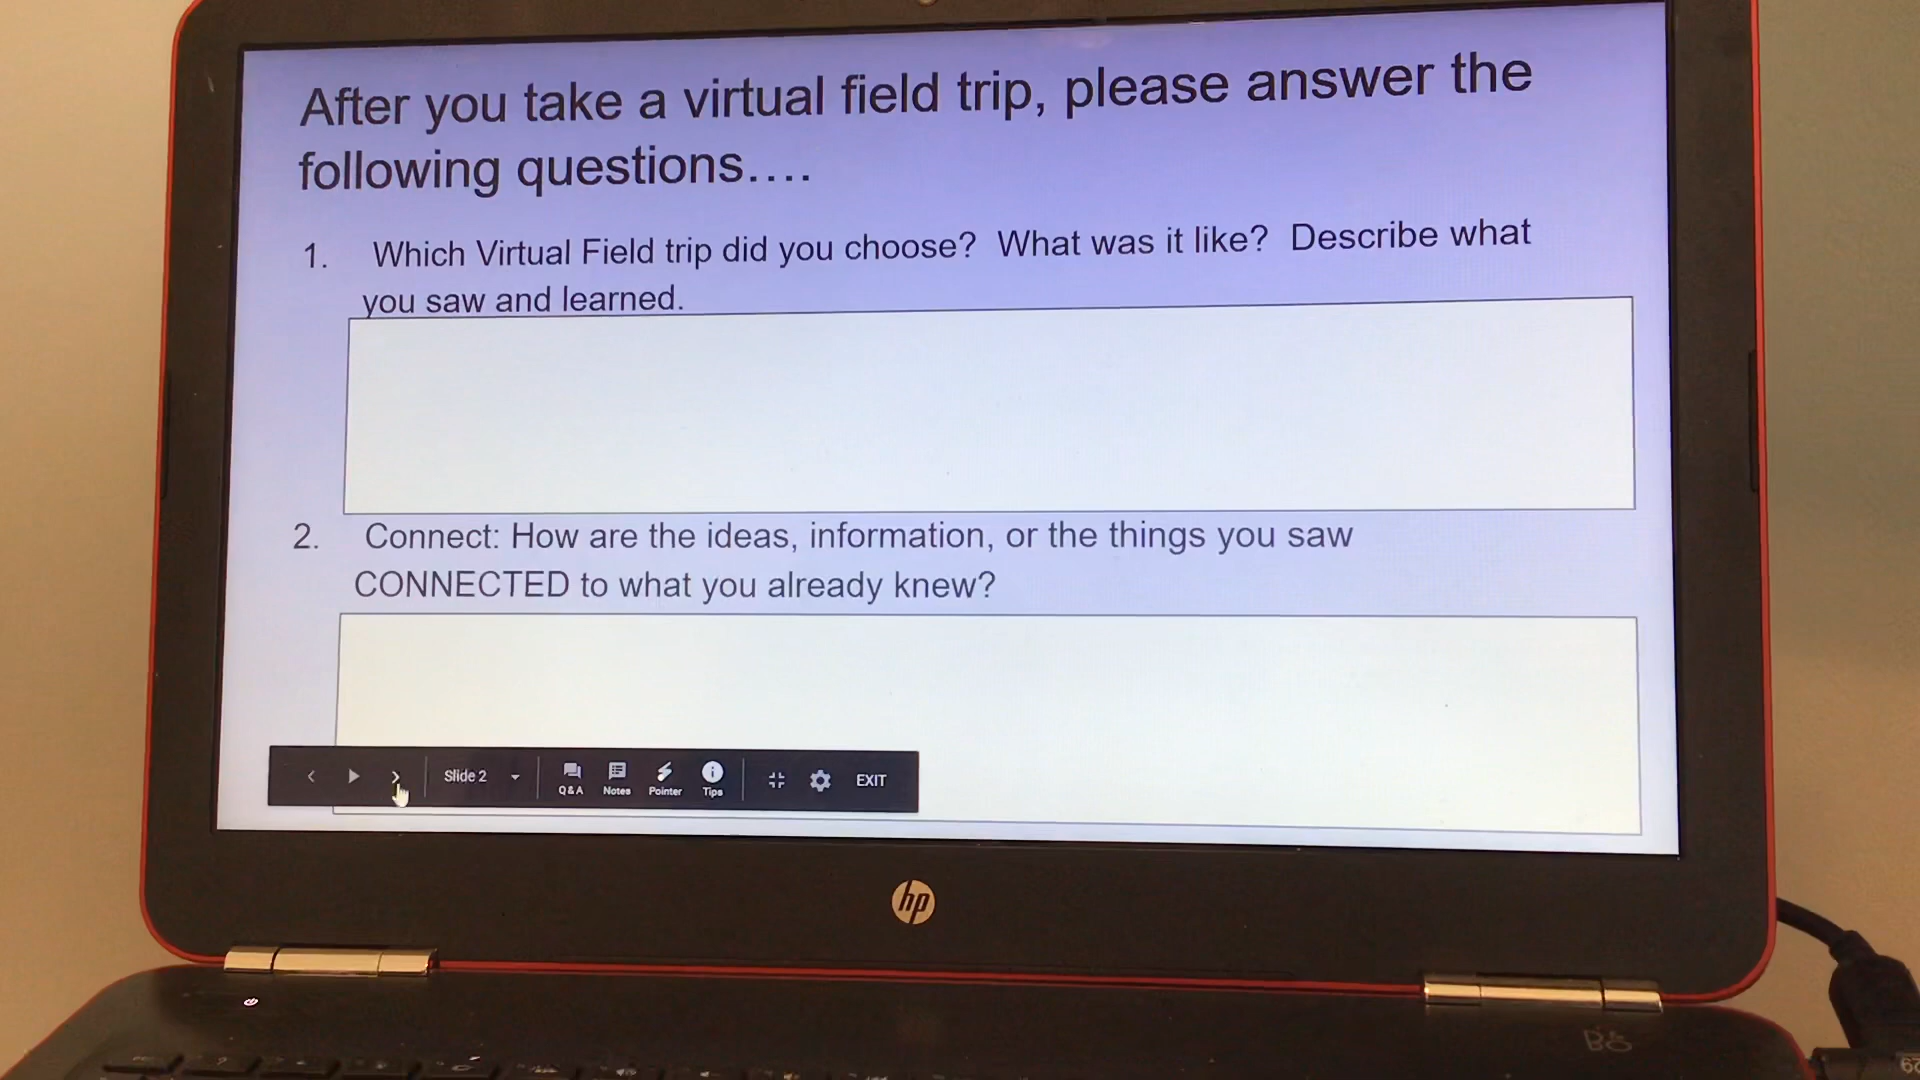 After you take a virtual field trip, please answer the
following questions....
1. Which Virtual Field trip did you choose? What was it like? Describe what
you saw and learned.
2. Connect: How are the ideas, information, or the things you saw
CONNECTED to what you already knew?
Slide 2
Q&A Notes Pointer Tips
EXIT
hp